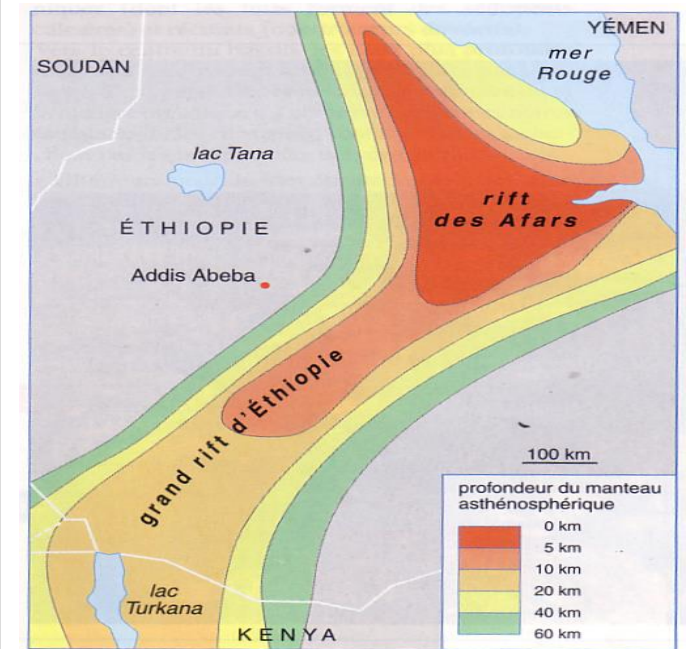 YÉMEN
mer
Rouge
SOUDAN
lac Tana
rift
des Afars
ÉTHIOPIE
Addis Abeba
grand rift d'Éthiopie
100 km
profondeur du manteau
asthénosphérique
0 km
5 km
10 km
20 km
40 km
60 km
lac
Turkana
KENYA